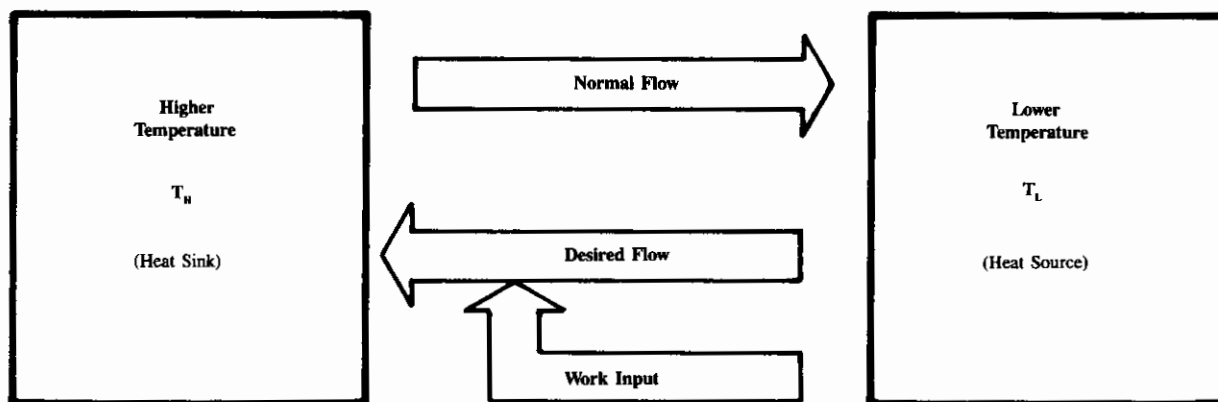 Higher
Temperature
T_H
(Heat Sink)
Normal Flow
Desired Flow
Work Input
Lower
Temperature
T_L
(Heat Source)